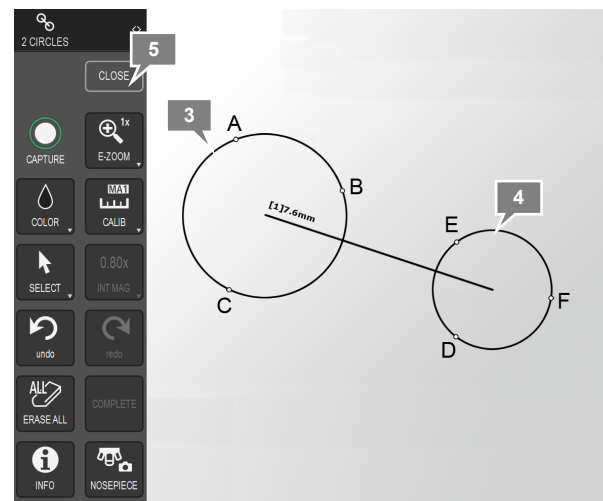 2 CIRCLES
5
CLOSE
CAPTURE
1x
E-ZOOM
COLOR
MA1
CALIB
SELECT
0.80x
INT MAG
undo
redo
ALL
ERASE ALL
COMPLETE
INFO
NOSEPIECE
3
A
B
[1]7.6mm
C
4
E
F
D